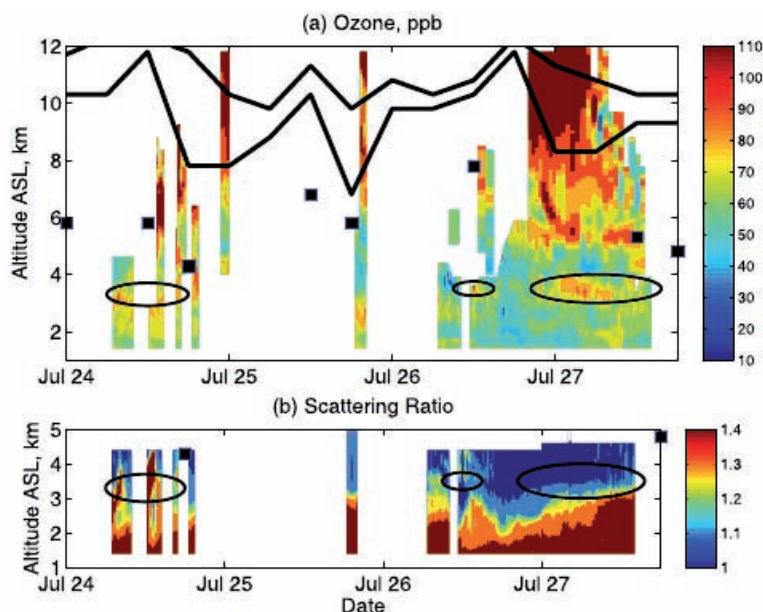 (a) Ozone, ppb
Altitude ASL, km
12
10
8
6
4
2
Jul 24
Jul 25
Jul 26
Jul 27
110
100
90
80
70
60
50
40
30
20
10
(b) Scattering Ratio
Altitude ASL, km
5
4
3
2
1
Jul 24
Jul 25
Jul 26
Jul 27
Date
1.4
1.3
1.2
1.1
1